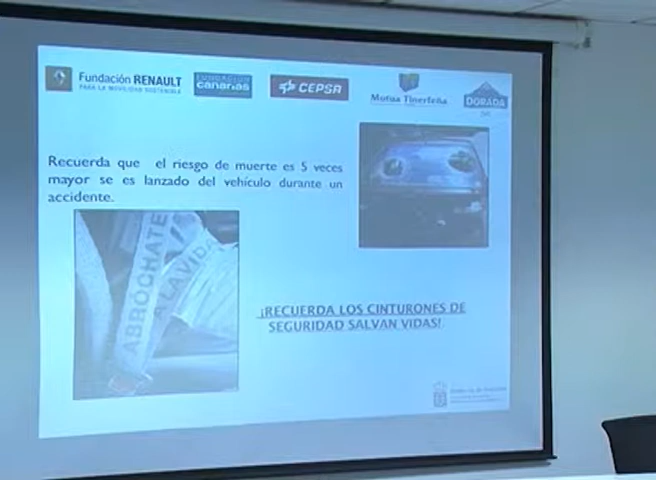 Fundación RENAULT
PARA LA MOVILIDAD SOSTENIBLE
FUNDACIÓN
canarias
CEPSA
Mutua Tinerfeña
DORADA
Recuerda que el riesgo de muerte es 5 veces
mayor se es lanzado del vehículo durante un
accidente.
ABRÓCHATE
A LA VIDA
¡RECUERDA LOS CINTURONES DE
SEGURIDAD SALVAN VIDAS!